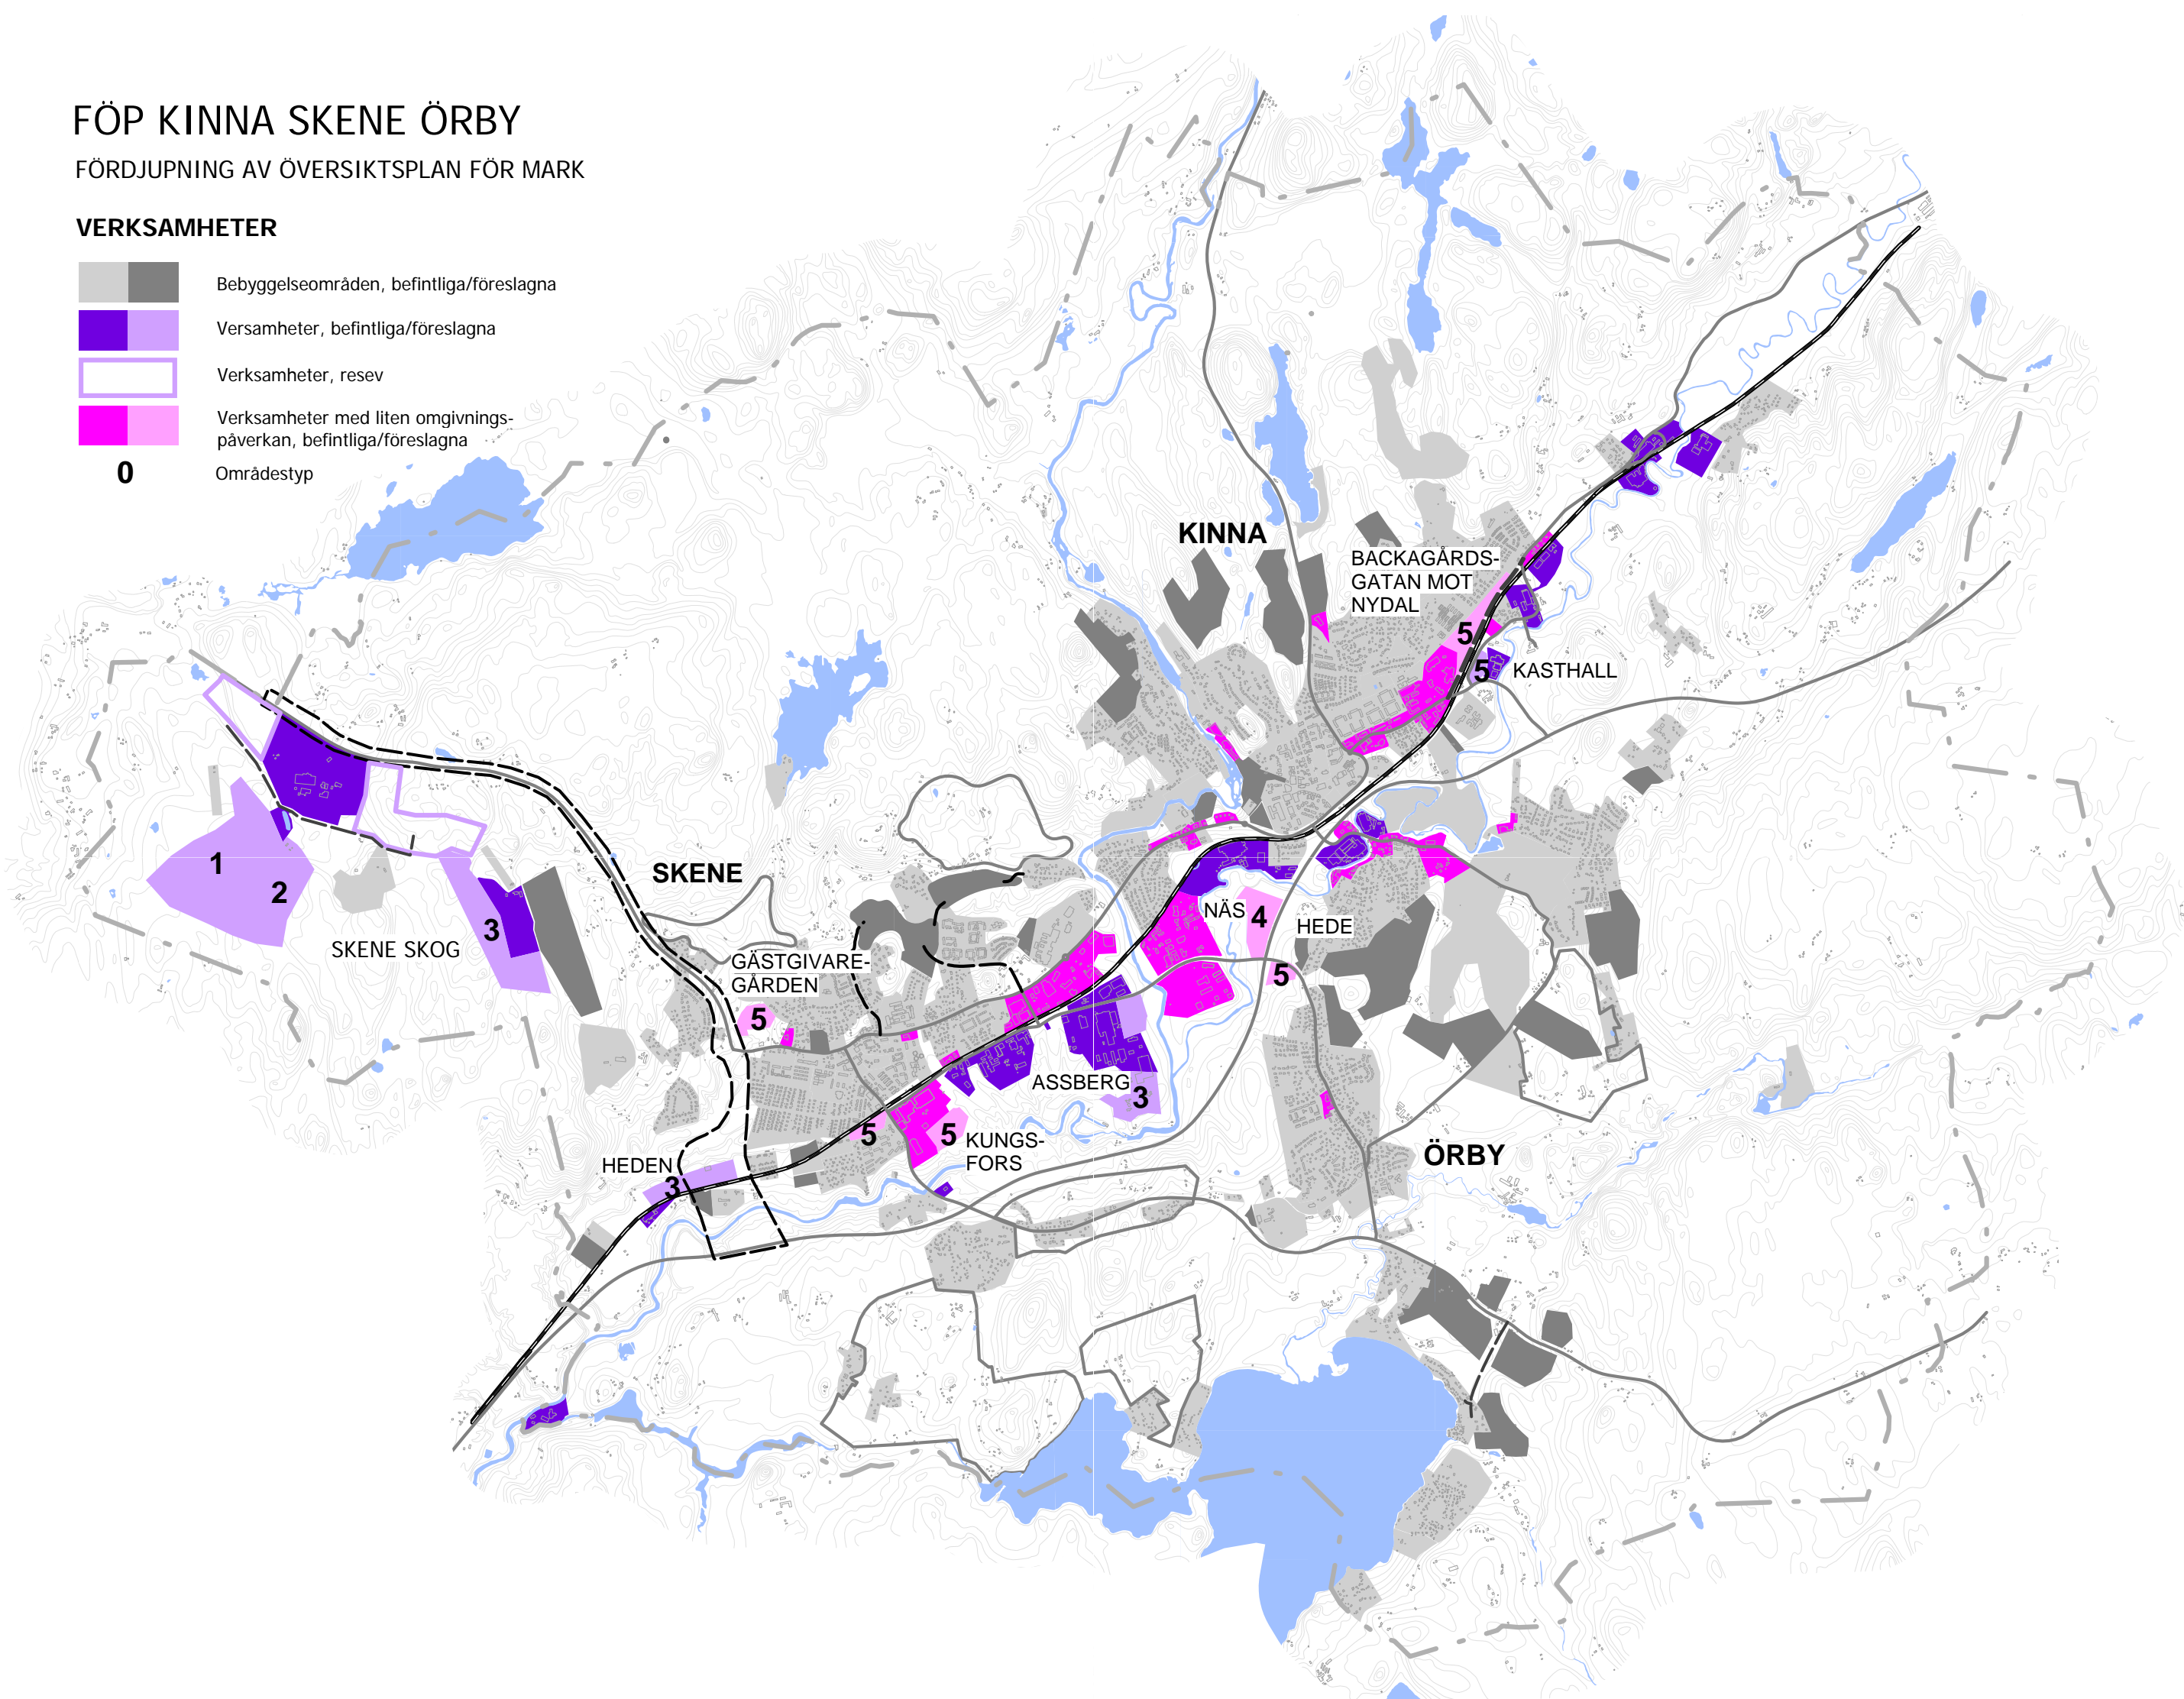 FÖP KINNA SKENE ÖRBY
FÖRDJUPNING AV ÖVERSIKTSPLAN FÖR MARK
VERKSAMHETER
Bebyggelseområden, befintliga/föreslagna
Versamheter, befintliga/föreslagna
Verksamheter, resev
Verksamheter med liten omgivnings-
påverkan, befintliga/föreslagna
0 Områdestyp
KINNA
BACKAGÅRDS-
GATAN MOT
NYDAL
5
5 KASTHALL
1
2
SKENE
3
SKENE SKOG
NÄS 4
HEDE
GÄSTGIVARE-
GÅRDEN
5
5
ASSBERG
3
5
5 KUNGS-
FORS
HEDEN
3
ÖRBY